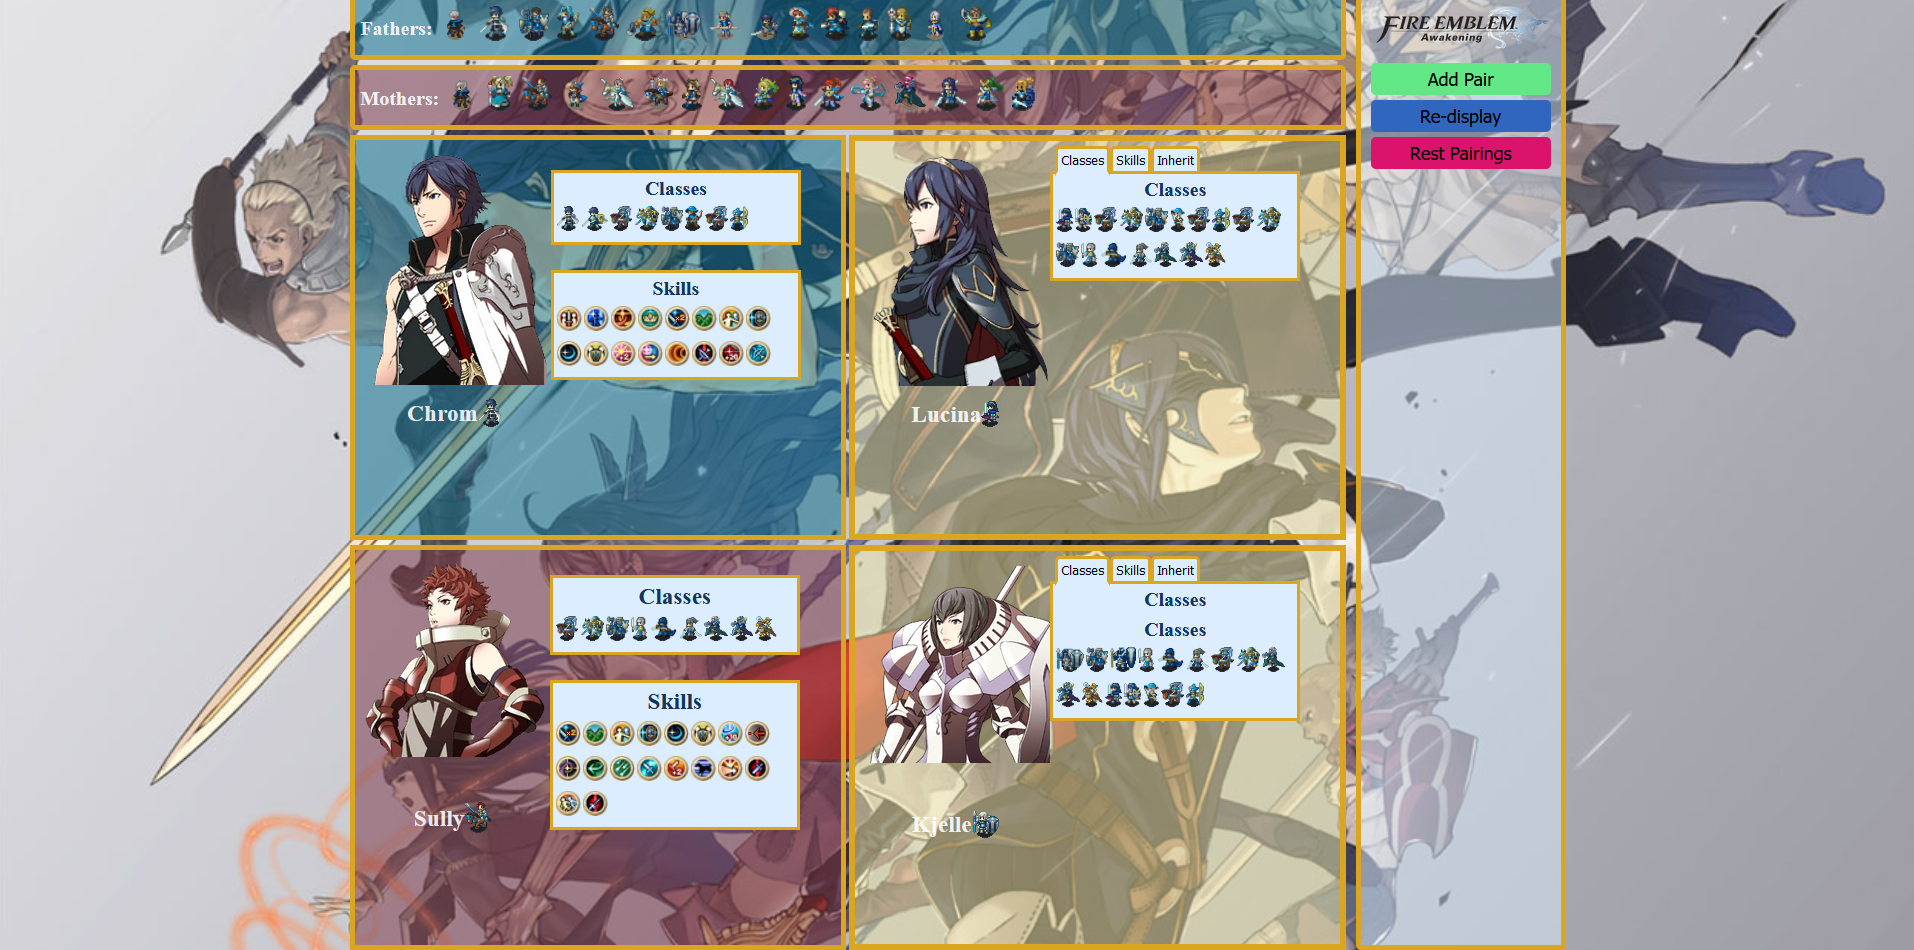 Fathers:
Mothers:
FIRE EMBLEM
Awakening
Add Pair
Re-display
Rest Pairings
Classes
Skills
Chrom
Classes Skills Inherit
Classes
Lucina
Classes
Skills
Sully
Classes Skills Inherit
Classes
Classes
Kjelle